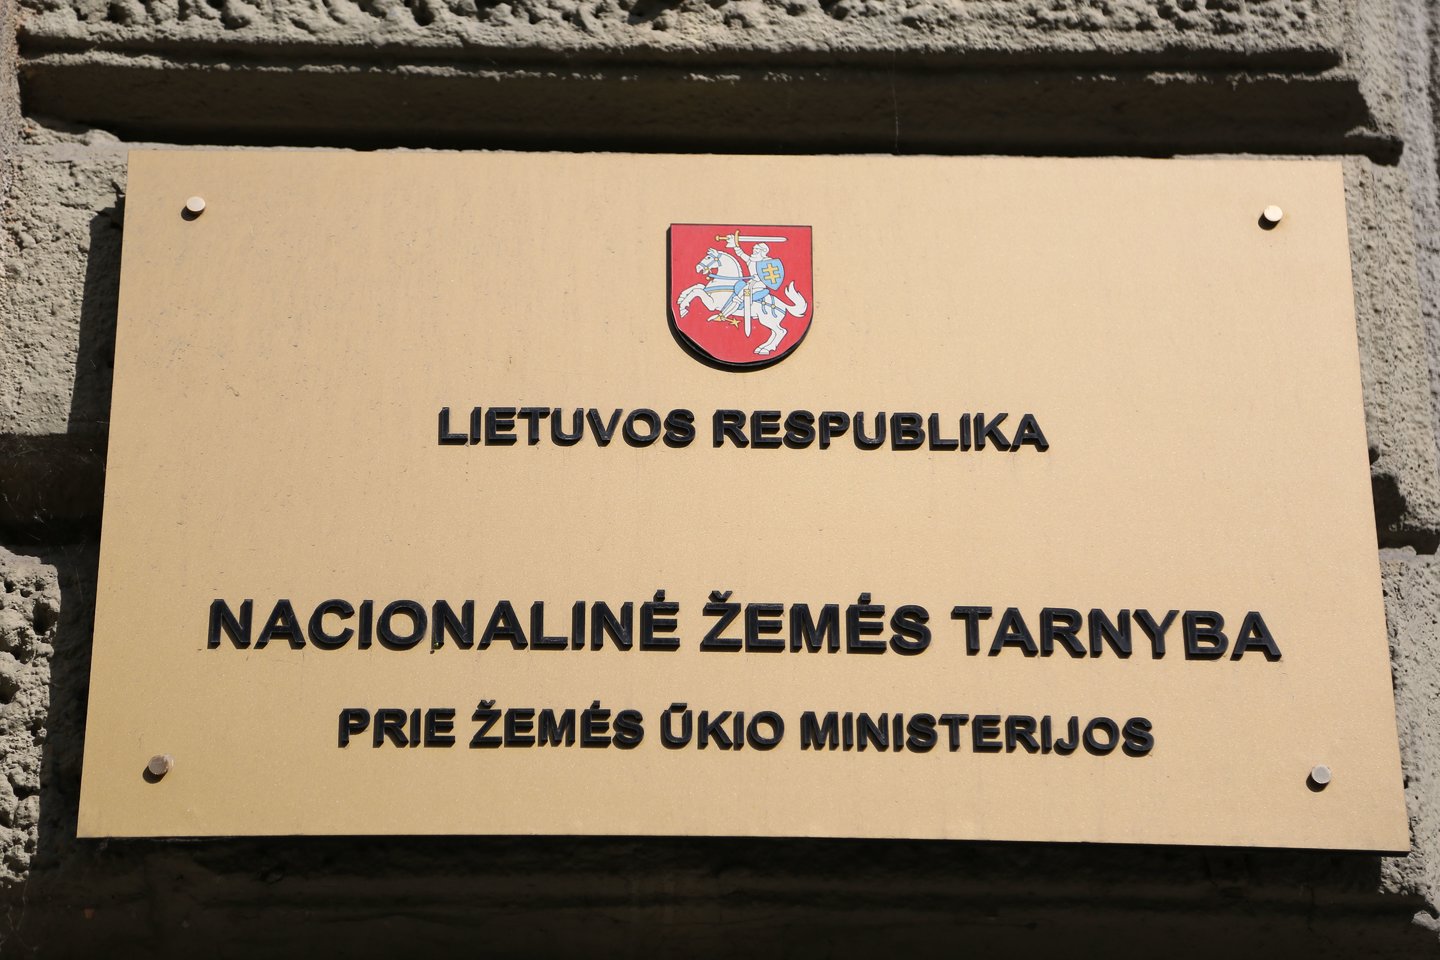 LIETUVOS RESPUBLIKA
NACIONALINĖ ŽEMĖS TARNYBA
PRIE ŽEMĖS ŪKIO MINISTERIJOS